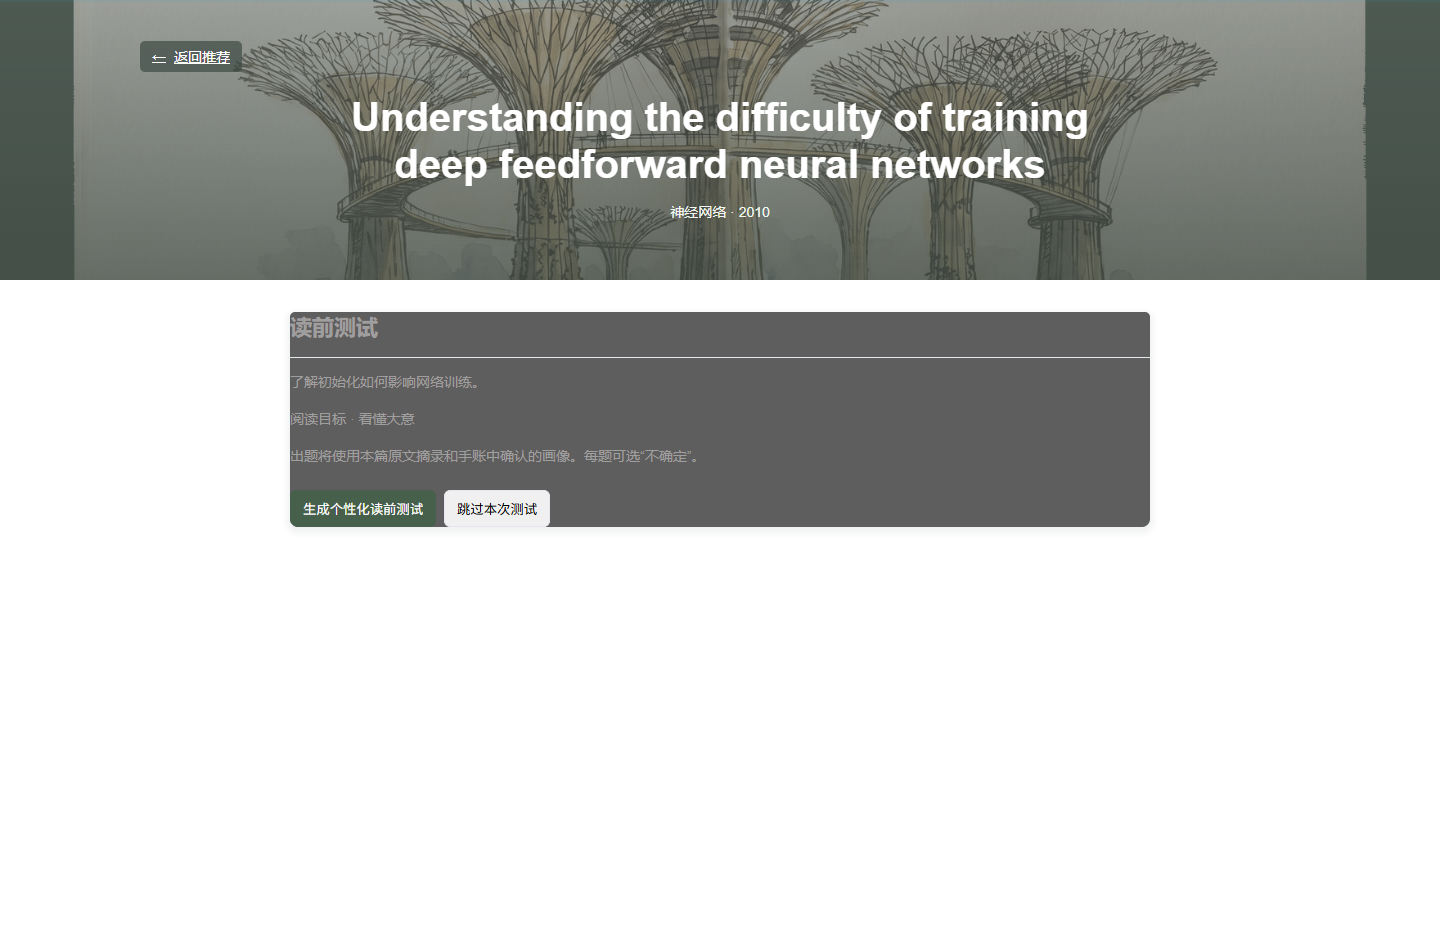 ← 返回推荐
Understanding the difficulty of training
deep feedforward neural networks
神经网络 · 2010
读前测试
了解初始化如何影响网络训练。
阅读目标 · 看懂大意
出题将使用本篇原文摘录和手账中确认的画像。每题可选“不确定”。
生成个性化读前测试 跳过本次测试